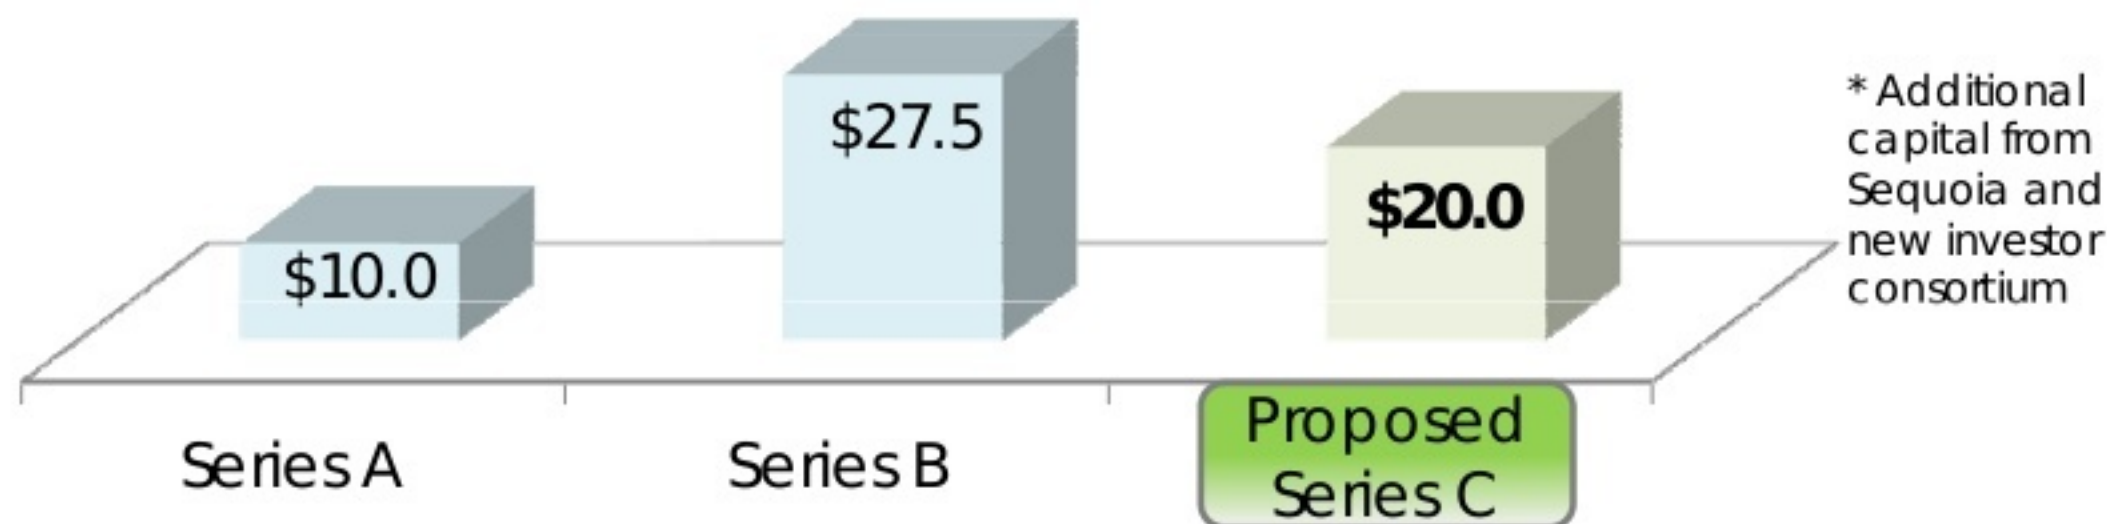 $10.0
$27.5
$20.0
* Additional
capital from
Sequoia and
new investor
consortium
Series A
Series B
Proposed
Series C